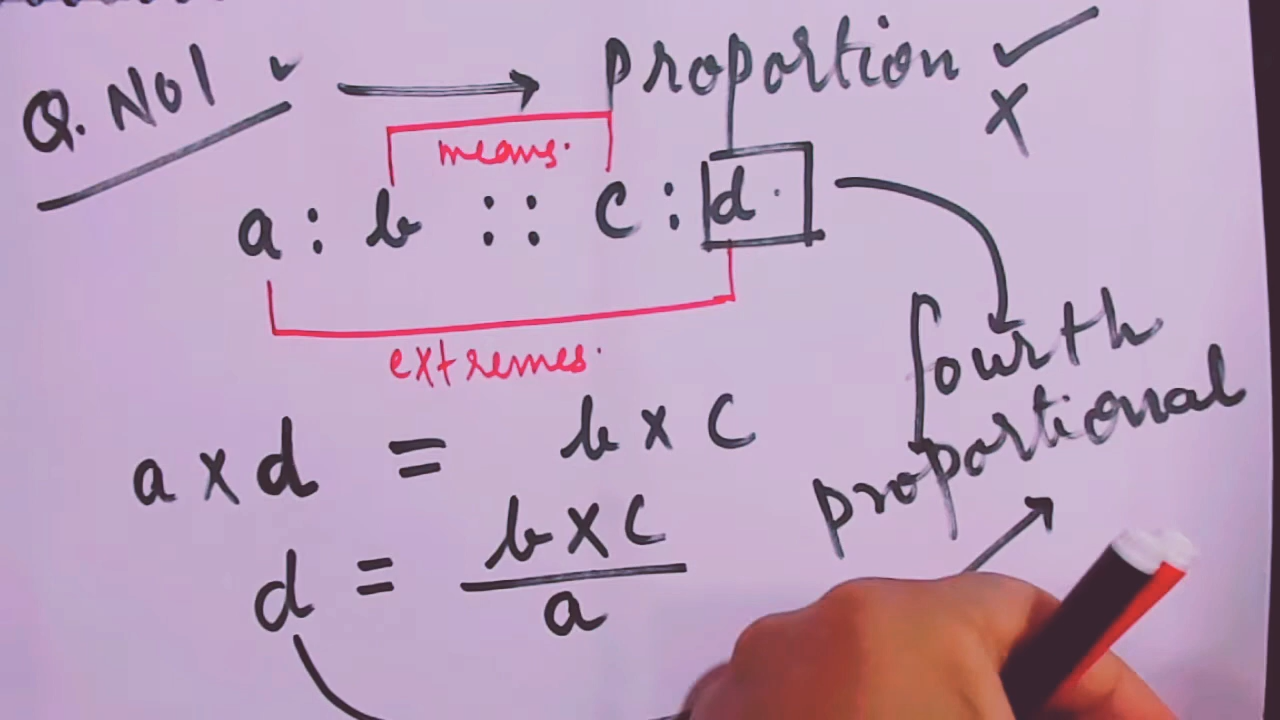 Q. No1 ✓ → Proportion ✓
x
means.
a : b :: c : d.
extremes.
fourth
proportional
a x d = b x c
d = b x c / a